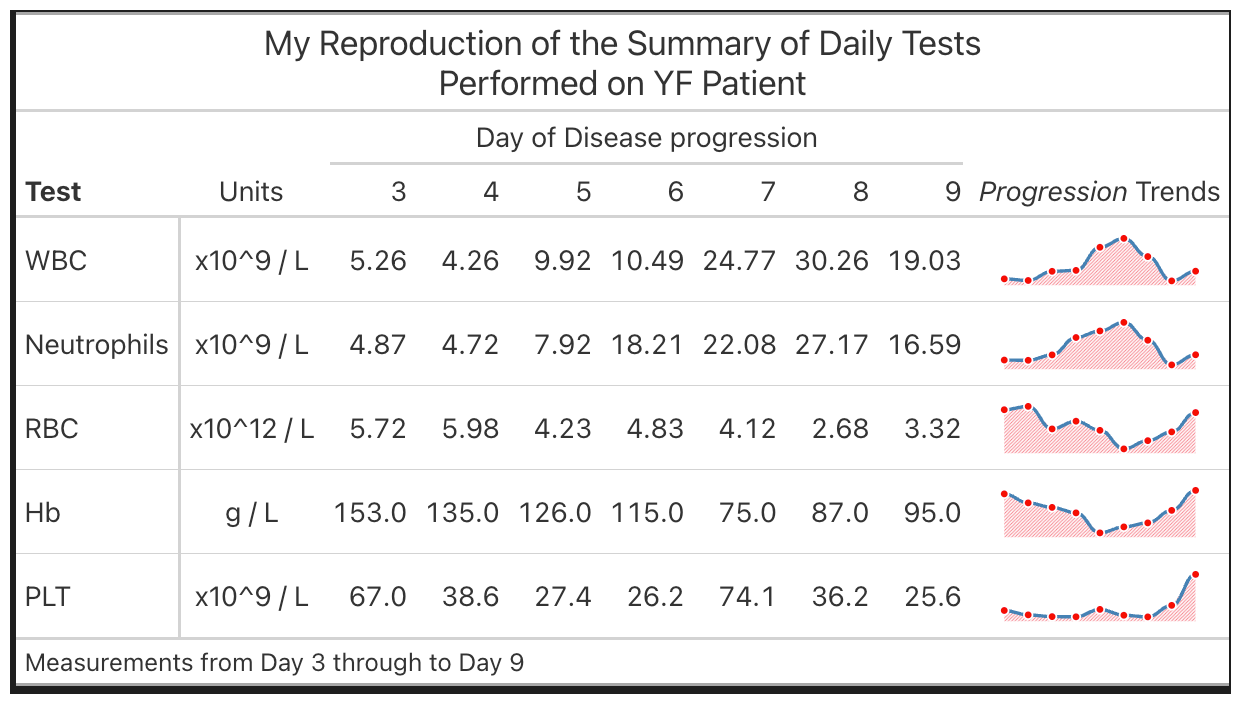 My Reproduction of the Summary of Daily Tests
Performed on YF Patient
Day of Disease progression
Test Units 3 4 5 6 7 8 9 Progression Trends
WBC x10^9 / L 5.26 4.26 9.92 10.49 24.77 30.26 19.03
Neutrophils x10^9 / L 4.87 4.72 7.92 18.21 22.08 27.17 16.59
RBC x10^12 / L 5.72 5.98 4.23 4.83 4.12 2.68 3.32
Hb g / L 153.0 135.0 126.0 115.0 75.0 87.0 95.0
PLT x10^9 / L 67.0 38.6 27.4 26.2 74.1 36.2 25.6
Measurements from Day 3 through to Day 9